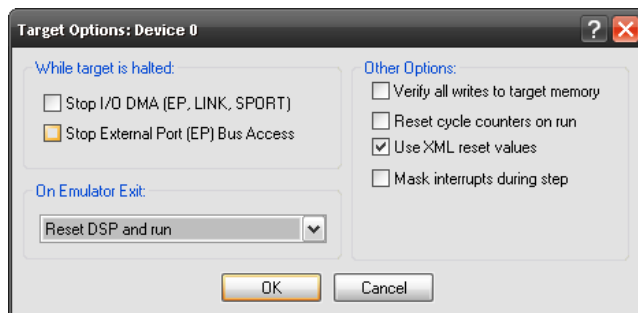 Target Options: Device 0
While target is halted:
Stop I/O DMA (EP, LINK, SPORT)
Stop External Port (EP) Bus Access
On Emulator Exit:
Reset DSP and run
Other Options:
Verify all writes to target memory
Reset cycle counters on run
Use XML reset values
Mask interrupts during step
OK
Cancel